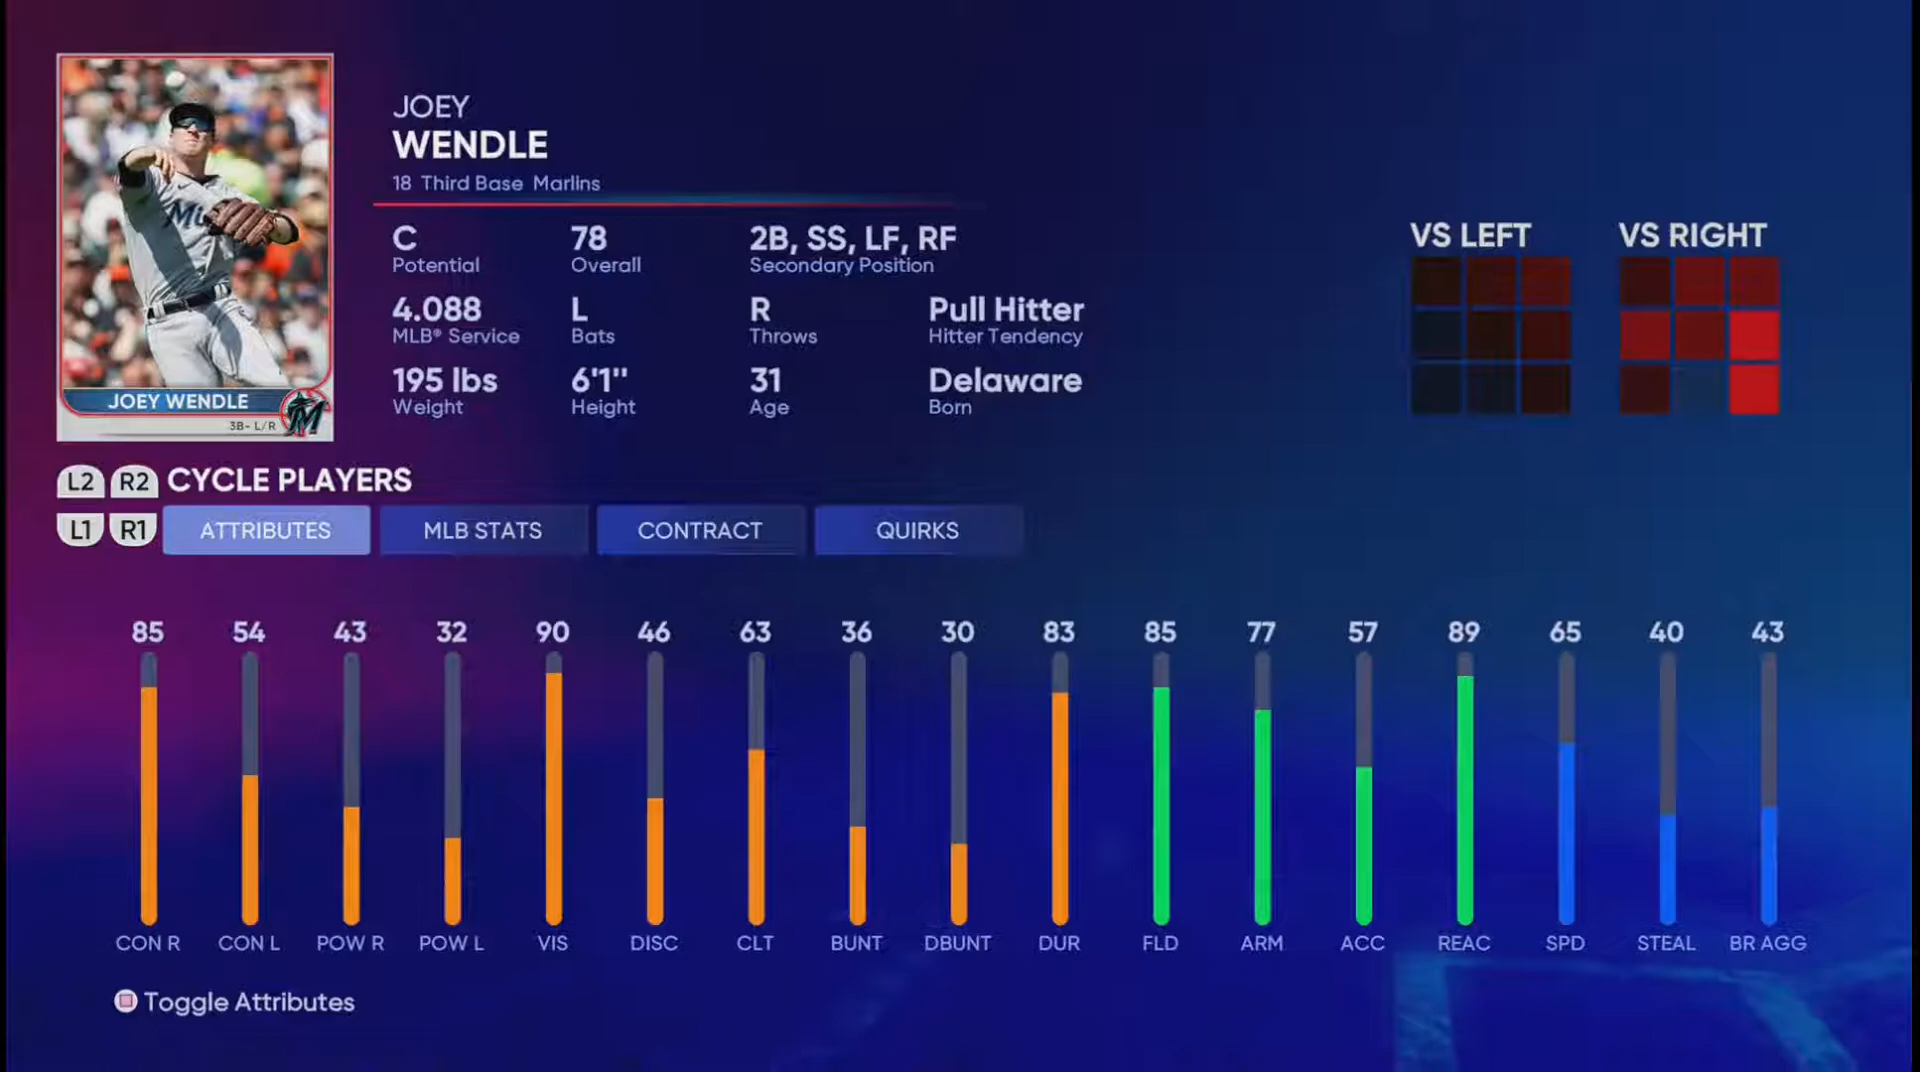 JOEY
WENDLE
18 Third Base Marlins
C
Potential
78
Overall
2B, SS, LF, RF
Secondary Position
4.088
MLB® Service
L
Bats
R
Throws
Pull Hitter
Hitter Tendency
195 lbs
Weight
6'1"
Height
31
Age
Delaware
Born
VS LEFT
VS RIGHT
Mi
JOEY WENDLE
3B- L/R
M
L2 R2 CYCLE PLAYERS
L1 R1 ATTRIBUTES MLB STATS CONTRACT QUIRKS
85 54 43 32 90 46 63 36 30 83 85 77 57 89 65 40 43
CON R CON L POW R POW L VIS DISC CLT BUNT DBUNT DUR FLD ARM ACC REAC SPD STEAL BR AGG
Toggle Attributes